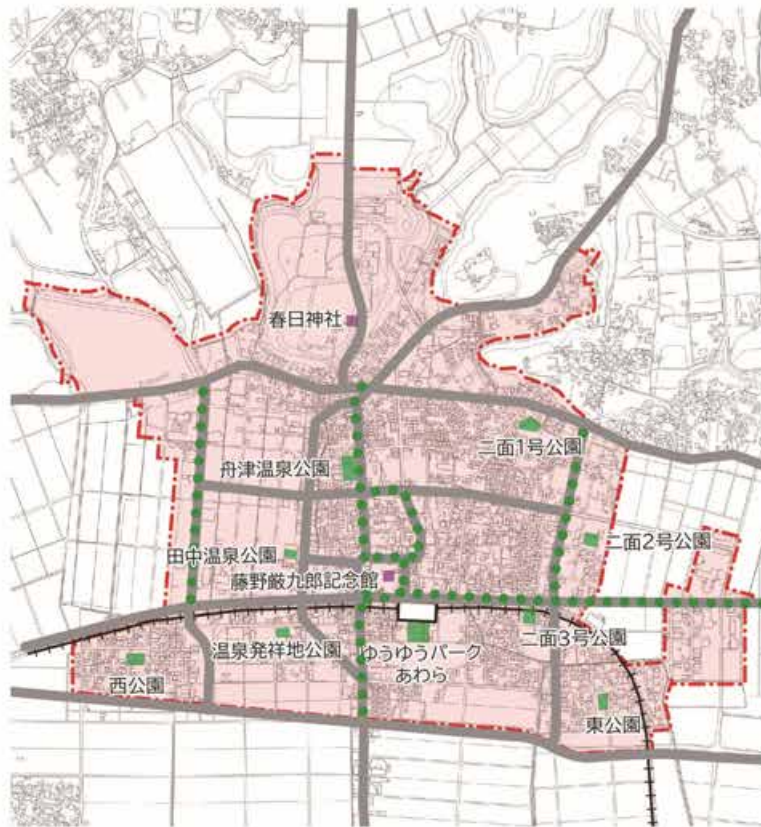 春日神社
二面1号公園
舟津温泉公園
二面2号公園
田中温泉公園
藤野厳九郎記念館
二面3号公園
温泉発祥地公園
ゆうゆうパーク
あわら
西公園
東公園